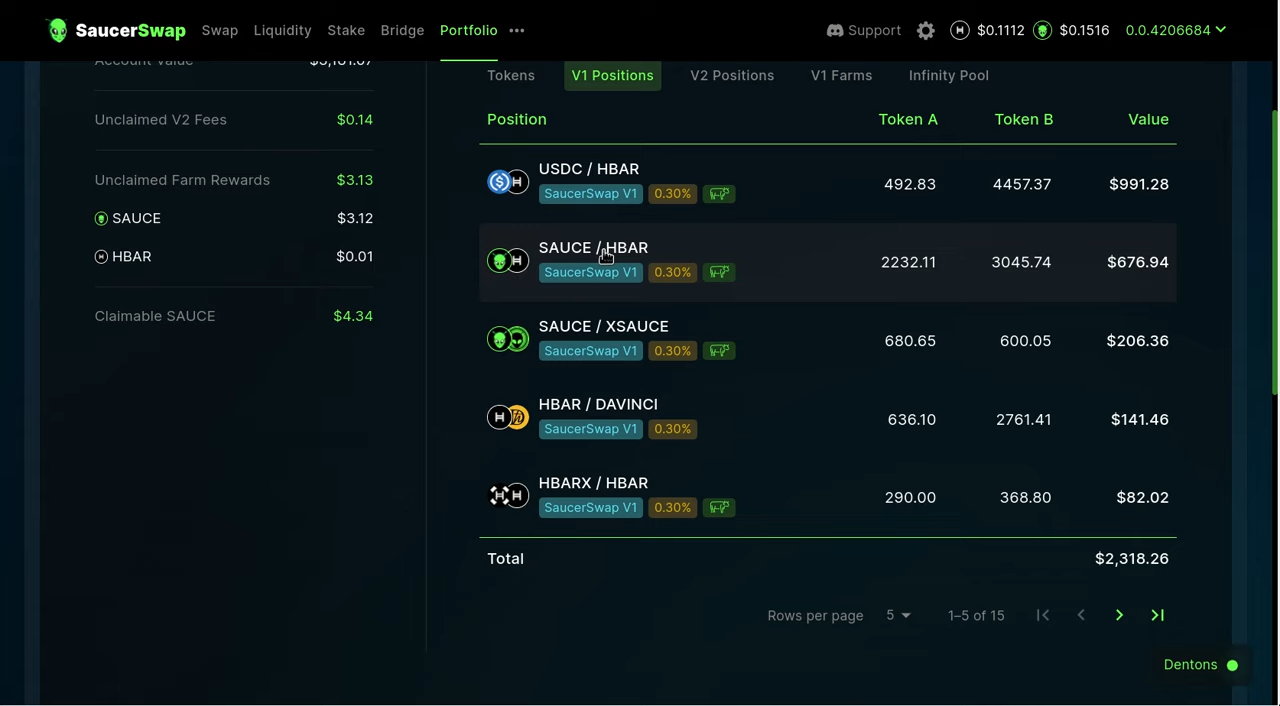 SaucerSwap Swap Liquidity Stake Bridge Portfolio ••• Support $0.1112 $0.1516 0.0.4206684
Account Value $3,181.67
Unclaimed V2 Fees $0.14
Unclaimed Farm Rewards $3.13
SAUCE $3.12
HBAR $0.01
Claimable SAUCE $4.34
Tokens V1 Positions V2 Positions V1 Farms Infinity Pool
Position Token A Token B Value
USDC / HBAR
SaucerSwap V1 0.30%
492.83 4457.37 $991.28
SAUCE / HBAR
SaucerSwap V1 0.30%
2232.11 3045.74 $676.94
SAUCE / XSAUCE
SaucerSwap V1 0.30%
680.65 600.05 $206.36
HBAR / DAVINCI
SaucerSwap V1 0.30%
636.10 2761.41 $141.46
HBARX / HBAR
SaucerSwap V1 0.30%
290.00 368.80 $82.02
Total $2,318.26
Rows per page 5 1–5 of 15
Dentons